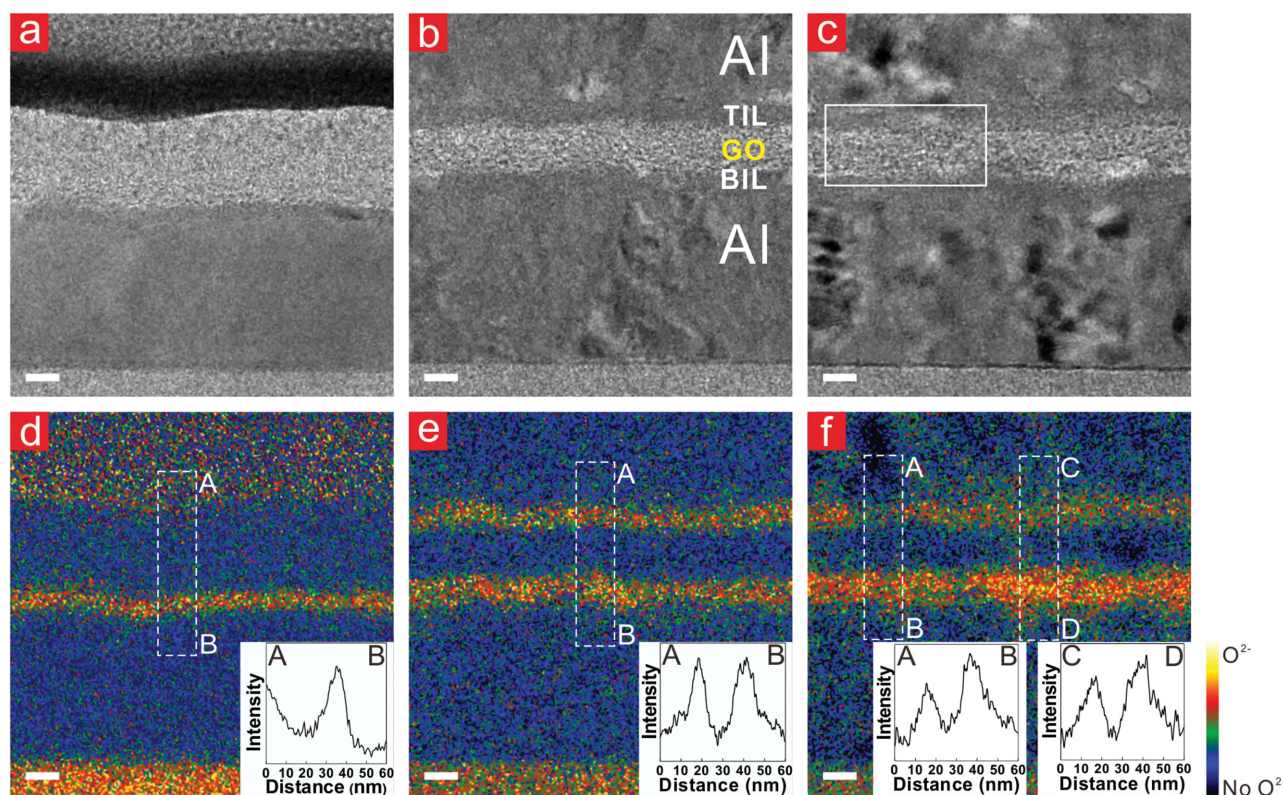 a
b
Al
TIL
GO
BIL
Al
c
d
A
B
A B
Intensity
0 10 20 30 40 50 60
Distance (nm)
e
A
B
A B
Intensity
0 10 20 30 40 50 60
Distance (nm)
f
A
C
B
D
A B
Intensity
0 10 20 30 40 50 60
Distance (nm)
C D
Intensity
0 10 20 30 40 50 60
Distance (nm)
O²⁻
No O²⁻